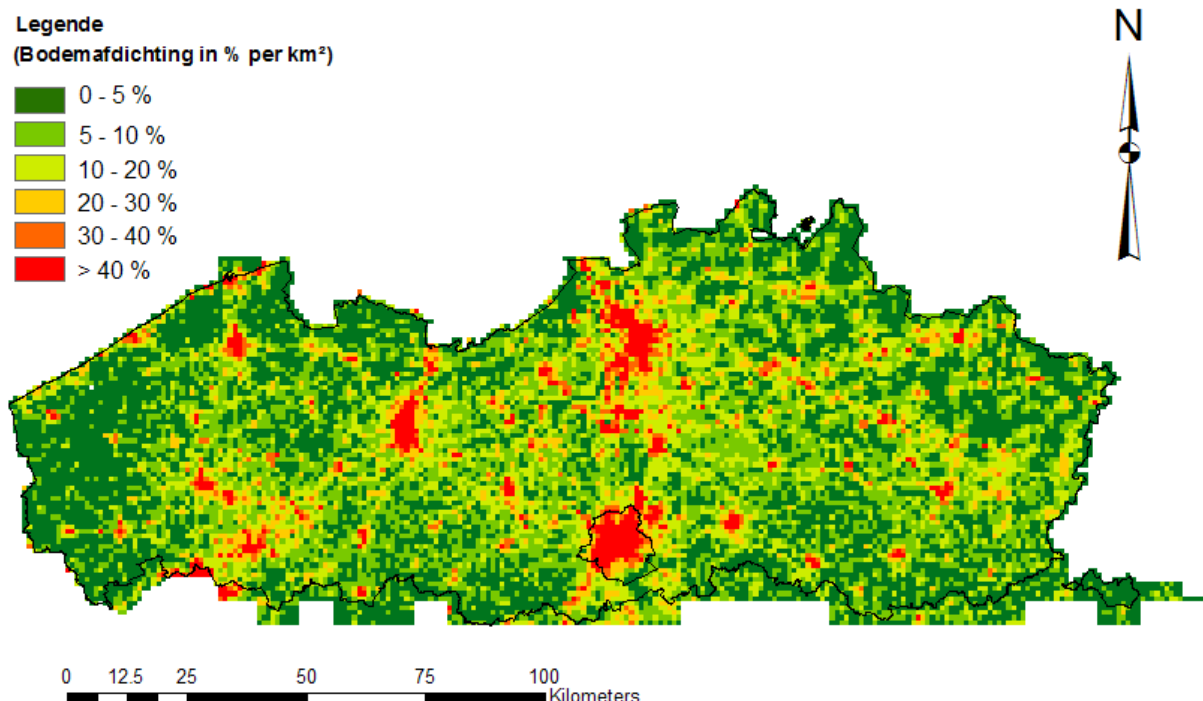 Legende
(Bodemafdichting in % per km²)
0 - 5 %
5 - 10 %
10 - 20 %
20 - 30 %
30 - 40 %
> 40 %
N
0 12.5 25 50 75 100
Kilometers